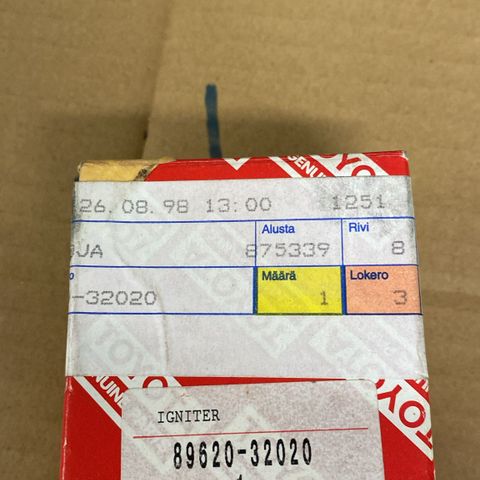 26.08.98 13:00 1251
Alusta Rivi
JA 875339 8
Määrä Lokero
-32020 1 3
IGNITER
89620-32020